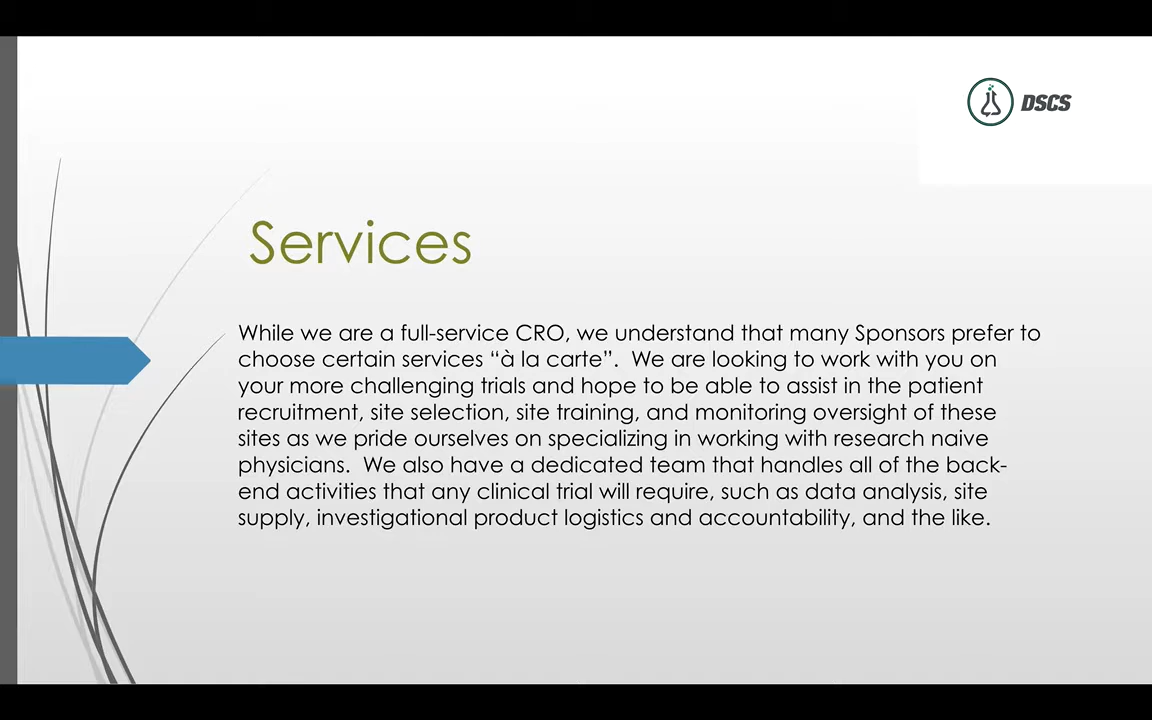 DSCS
Services
While we are a full-service CRO, we understand that many Sponsors prefer to
choose certain services “à la carte”.  We are looking to work with you on
your more challenging trials and hope to be able to assist in the patient
recruitment, site selection, site training, and monitoring oversight of these
sites as we pride ourselves on specializing in working with research naive
physicians.  We also have a dedicated team that handles all of the back-
end activities that any clinical trial will require, such as data analysis, site
supply, investigational product logistics and accountability, and the like.